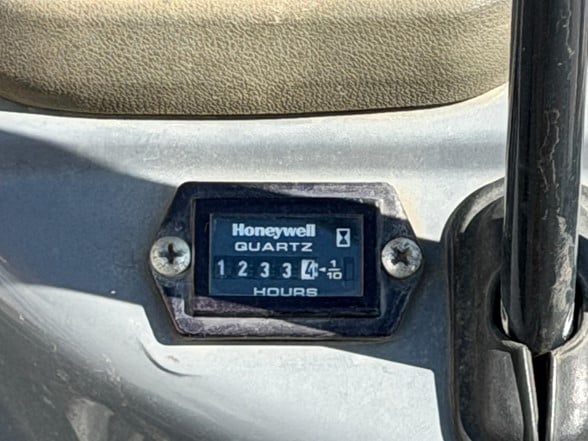 Honeywell
QUARTZ
1 2 3 3 4 1/10
HOURS